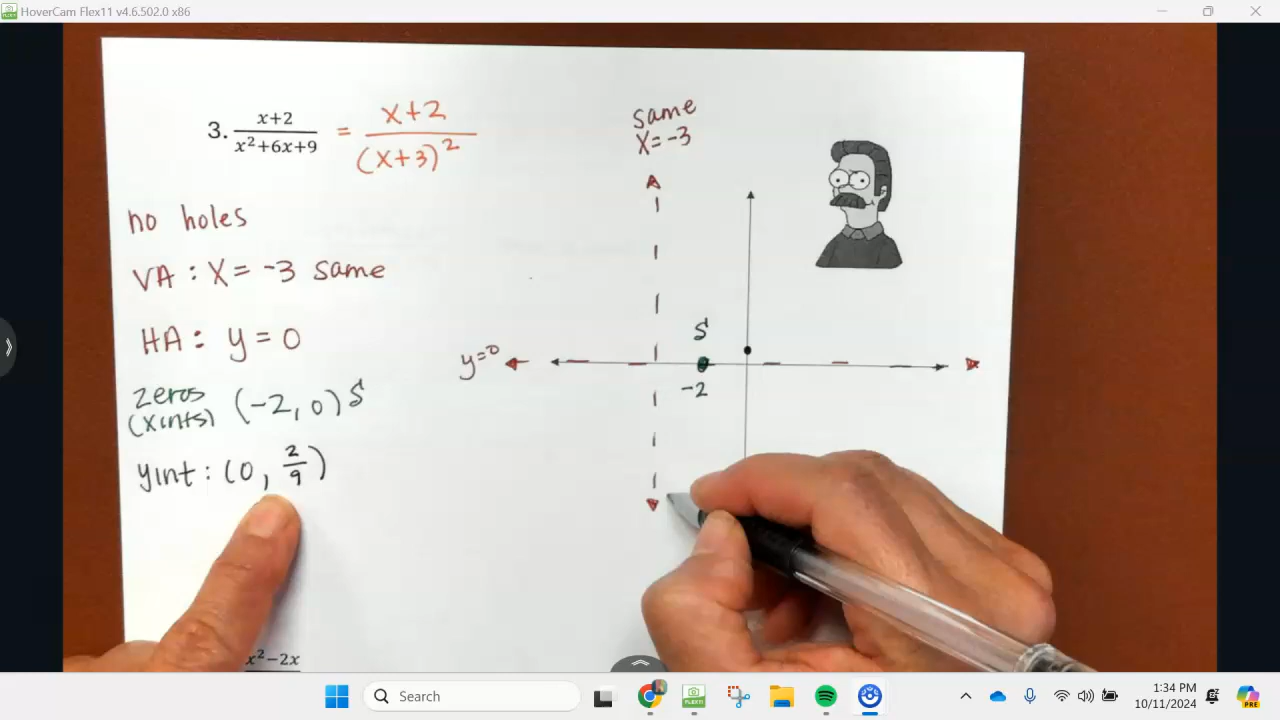 HoverCam Flex11 v4.6.502.0 x86
3. x+2 / x²+6x+9 = x+2 / (x+3)²
no holes
VA : X = -3 same
HA : y = 0
zeros
(x ints) (-2, 0) S
y int : (0, 2/9)
same
X = -3
y=0
S
-2
x²-2x
Search
FLEX11
PRE
1:34 PM
10/11/2024